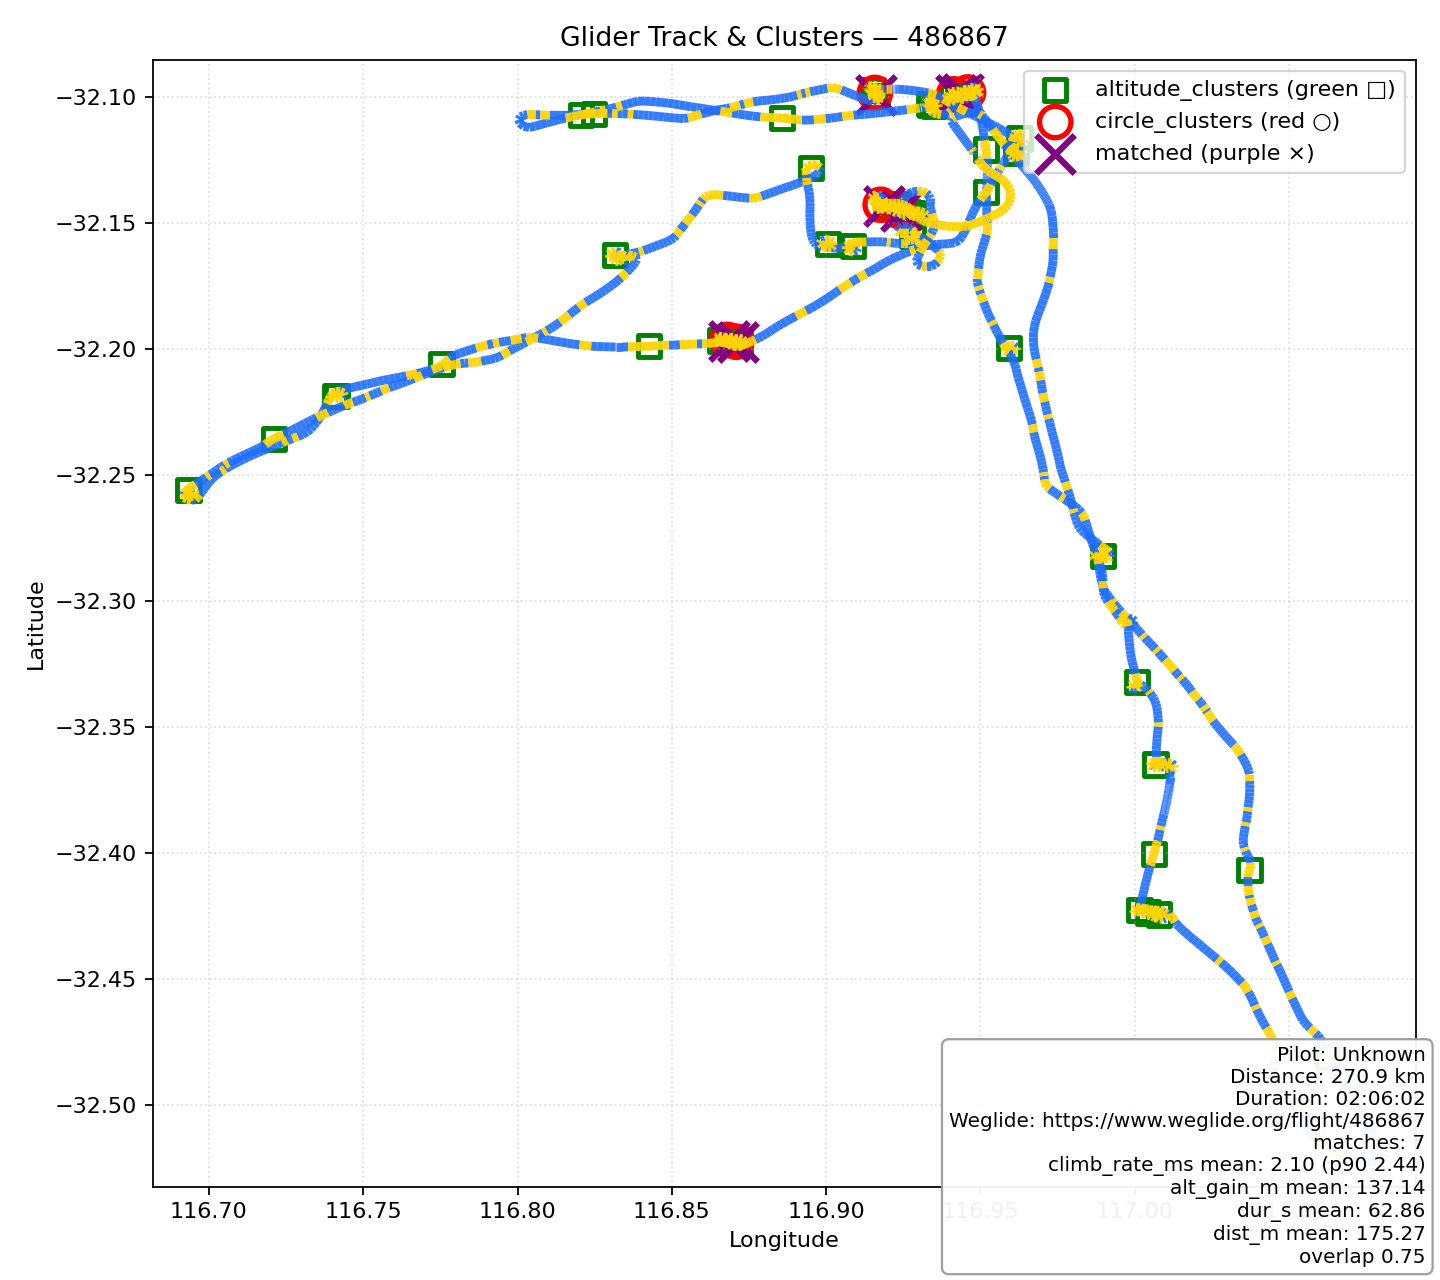 Glider Track & Clusters — 486867
altitude_clusters (green □)
circle_clusters (red ○)
matched (purple ×)
−32.10
−32.15
−32.20
−32.25
−32.30
−32.35
−32.40
−32.45
−32.50
Latitude
116.70
116.75
116.80
116.85
116.90
116.95
117.00
Longitude
Pilot: Unknown
Distance: 270.9 km
Duration: 02:06:02
Weglide: https://www.weglide.org/flight/486867
matches: 7
climb_rate_ms mean: 2.10 (p90 2.44)
alt_gain_m mean: 137.14
dur_s mean: 62.86
dist_m mean: 175.27
overlap 0.75